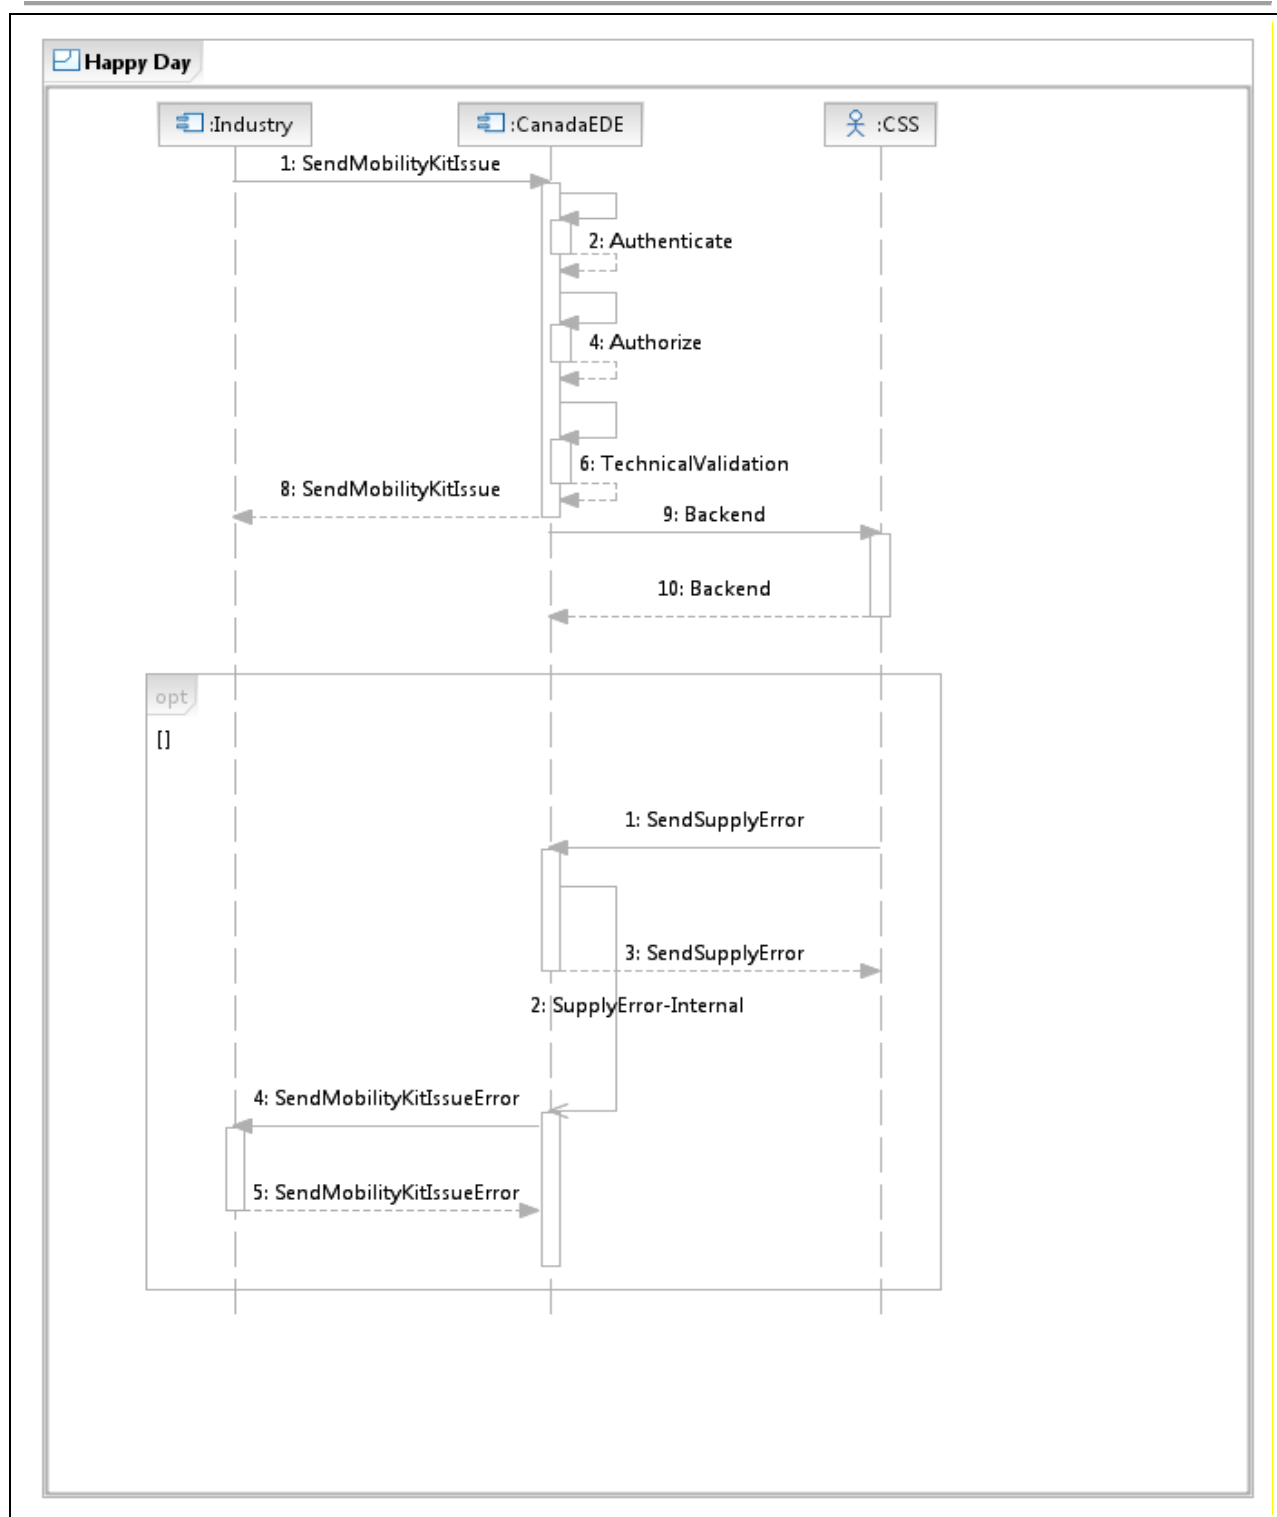 Happy Day
:Industry
:CanadaEDE
:CSS
1: SendMobilityKitIssue
2: Authenticate
4: Authorize
6: TechnicalValidation
8: SendMobilityKitIssue
9: Backend
10: Backend
opt
[]
1: SendSupplyError
3: SendSupplyError
2: SupplyError-Internal
4: SendMobilityKitIssueError
5: SendMobilityKitIssueError